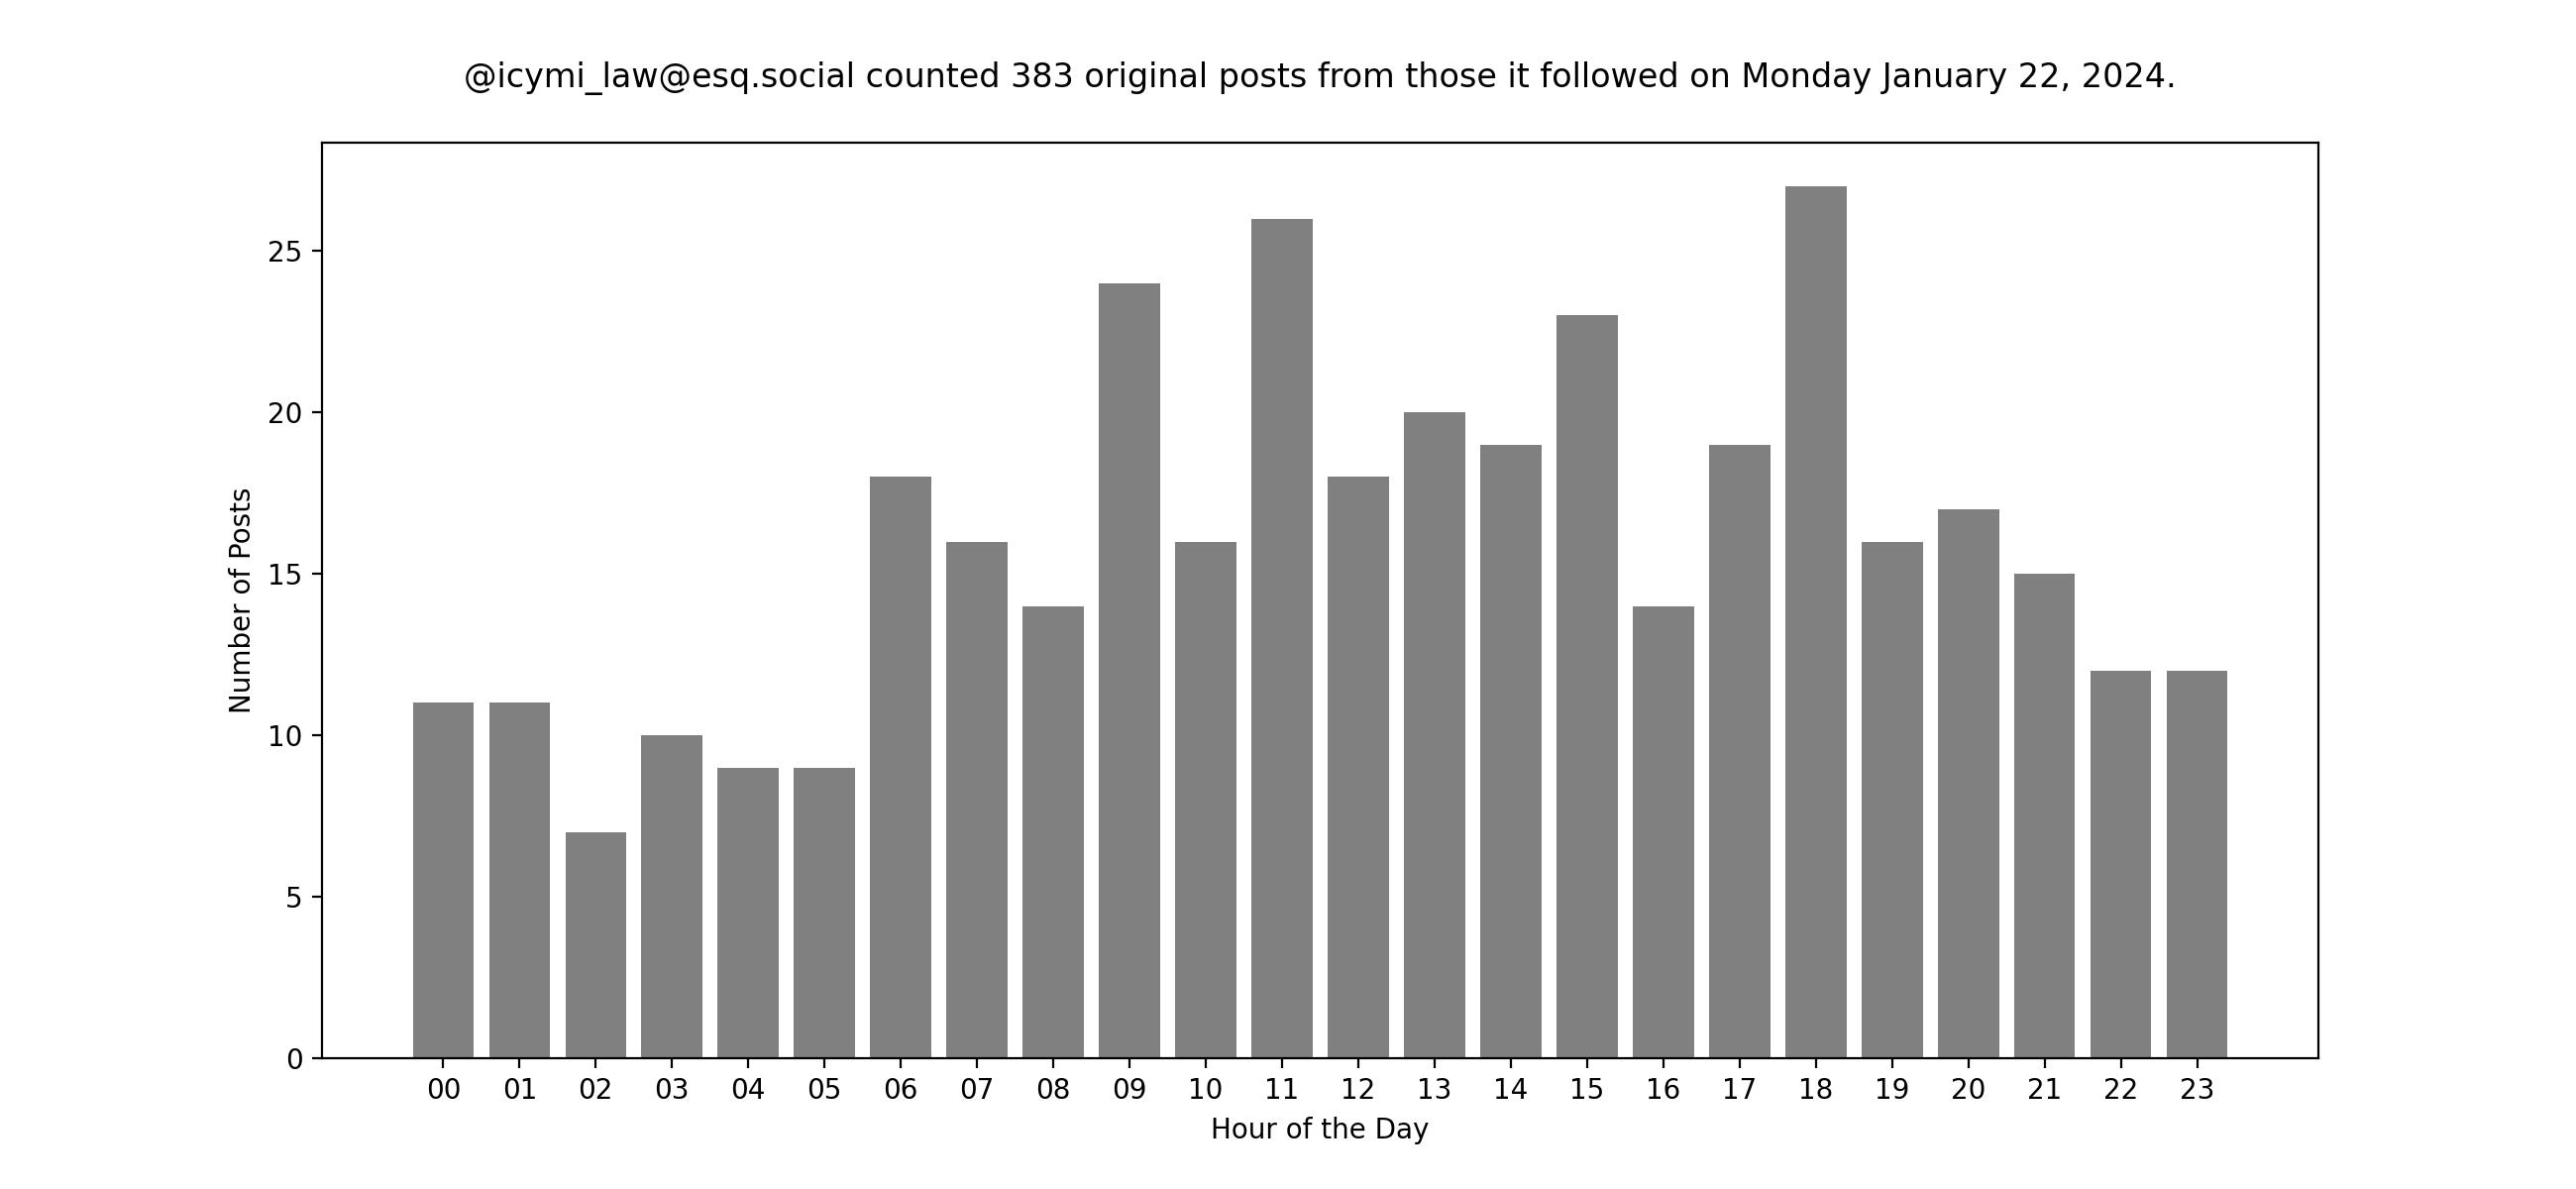 @icymi_law@esq.social counted 383 original posts from those it followed on Monday January 22, 2024.
Number of Posts
25
20
15
10
5
0
00 01 02 03 04 05 06 07 08 09 10 11 12 13 14 15 16 17 18 19 20 21 22 23
Hour of the Day